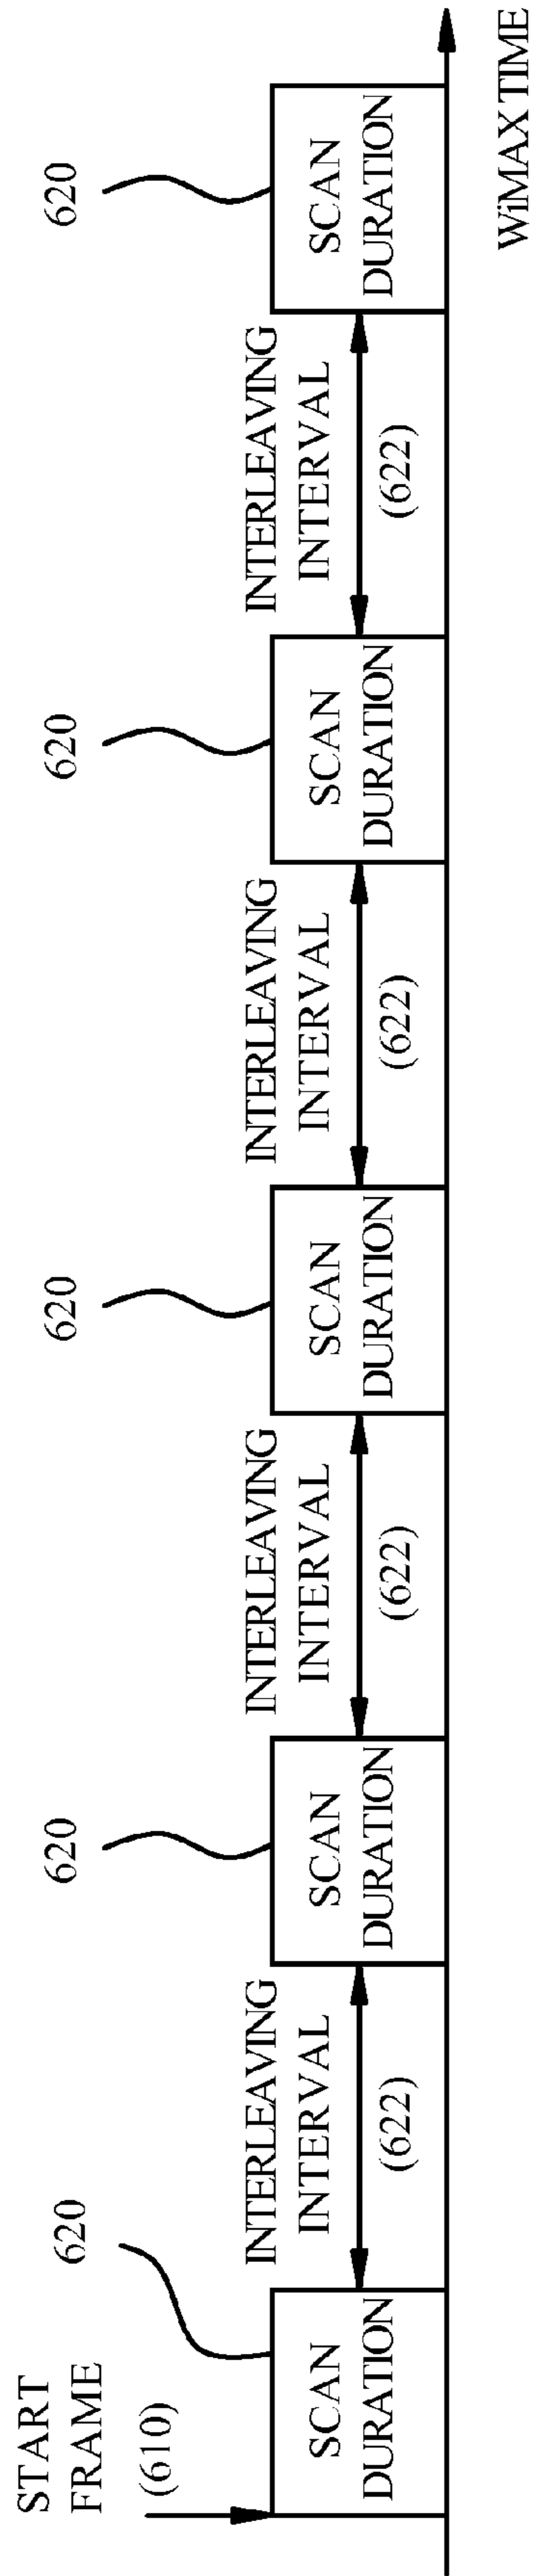 START
FRAME
(610)
620
620
620
620
620
SCAN
DURATION
INTERLEAVING
INTERVAL
(622)
SCAN
DURATION
INTERLEAVING
INTERVAL
(622)
SCAN
DURATION
INTERLEAVING
INTERVAL
(622)
SCAN
DURATION
INTERLEAVING
INTERVAL
(622)
SCAN
DURATION
WiMAX TIME